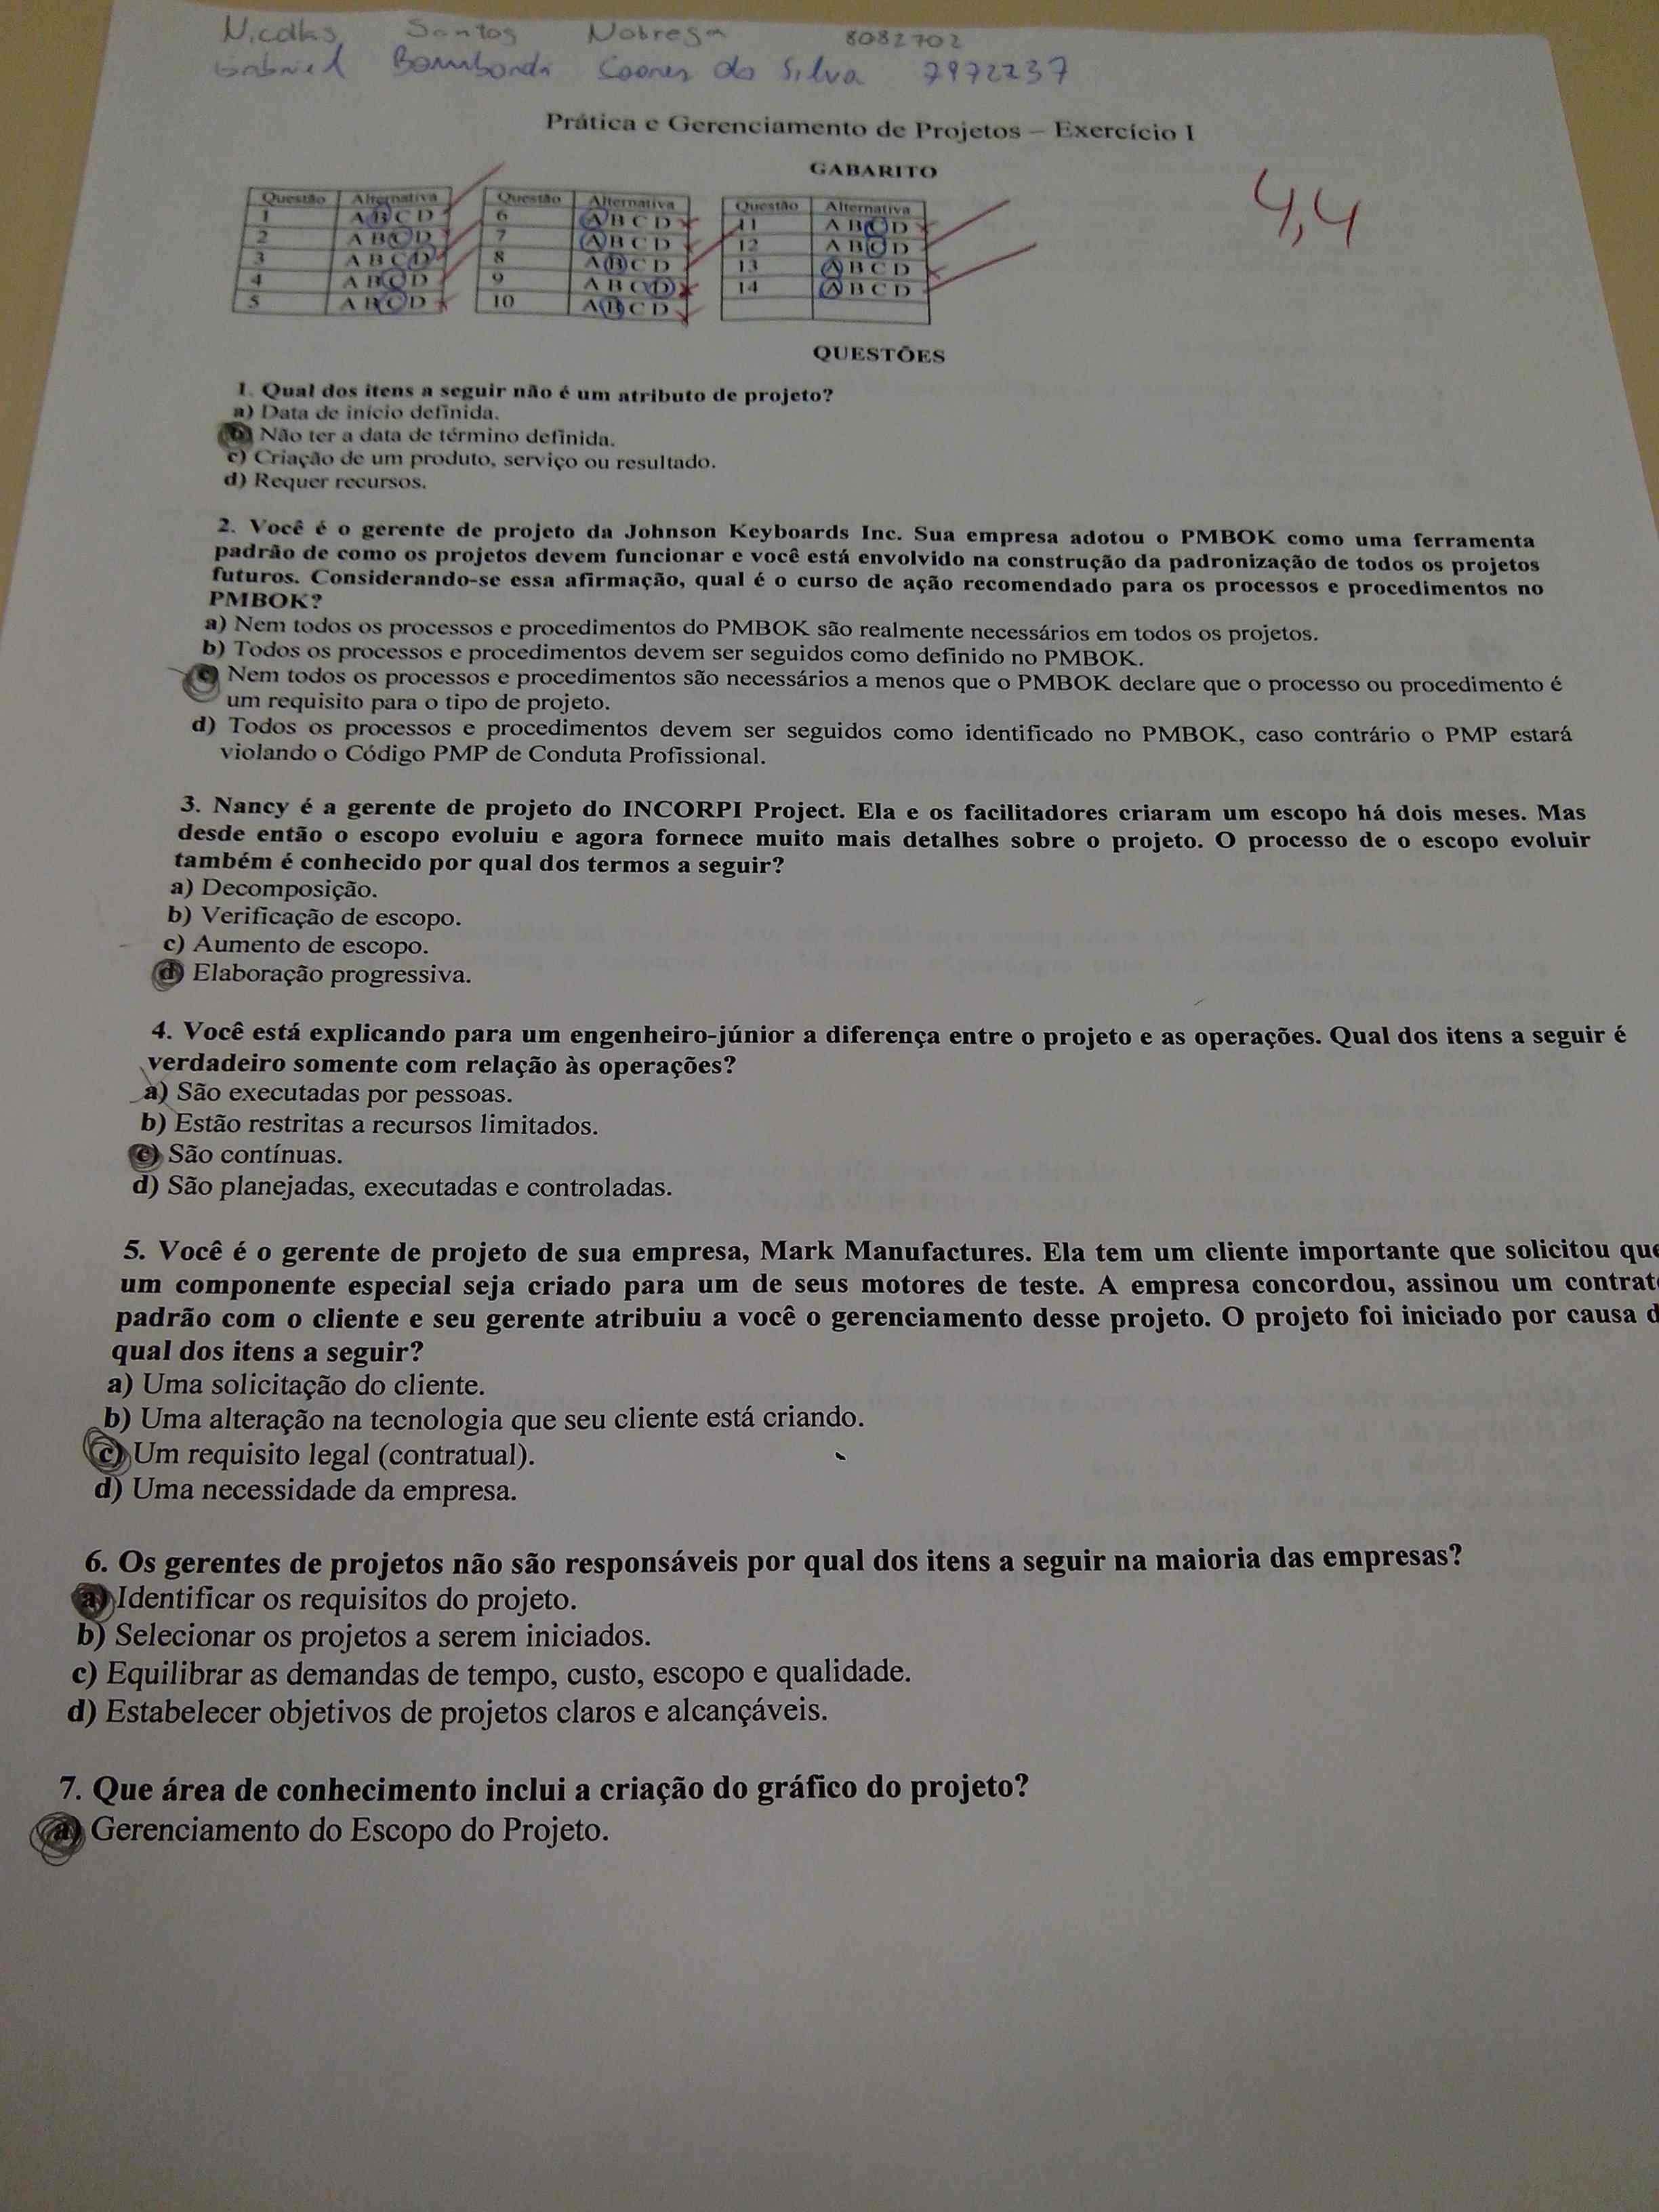 Nicollas Santos Nobrega 8082702
Gabriel da Silva 7972237
Prática e Gerenciamento de Projetos – Exercício I
GABARITO
4,4
Questão Alternativa Questão Alternativa Questão Alternativa
1 A B C D 6 A B C D 11 A B C D
2 A B C D 7 A B C D 12 A B C D
3 A B C D 8 A B C D 13 A B C D
4 A B C D 9 A B C D 14 A B C D
5 A B C D 10 A B C D
QUESTÕES
1. Qual dos itens a seguir não é um atributo de projeto?
a) Data de início definida.
b) Não ter a data de término definida.
c) Criação de um produto, serviço ou resultado.
d) Requer recursos.
2. Você é o gerente de projeto da Johnson Keyboards Inc. Sua empresa adotou o PMBOK como uma ferramenta
padrão de como os projetos devem funcionar e você está envolvido na construção da padronização de todos os projetos
futuros. Considerando-se essa afirmação, qual é o curso de ação recomendado para os processos e procedimentos no
PMBOK?
a) Nem todos os processos e procedimentos do PMBOK são realmente necessários em todos os projetos.
b) Todos os processos e procedimentos devem ser seguidos como definido no PMBOK.
c) Nem todos os processos e procedimentos são necessários a menos que o PMBOK declare que o processo ou procedimento é
um requisito para o tipo de projeto.
d) Todos os processos e procedimentos devem ser seguidos como identificado no PMBOK, caso contrário o PMP estará
violando o Código PMP de Conduta Profissional.
3. Nancy é a gerente de projeto do INCORPI Project. Ela e os facilitadores criaram um escopo há dois meses. Mas
desde então o escopo evoluiu e agora fornece muito mais detalhes sobre o projeto. O processo de o escopo evoluir
também é conhecido por qual dos termos a seguir?
a) Decomposição.
b) Verificação de escopo.
c) Aumento de escopo.
d) Elaboração progressiva.
4. Você está explicando para um engenheiro-júnior a diferença entre o projeto e as operações. Qual dos itens a seguir é
verdadeiro somente com relação às operações?
a) São executadas por pessoas.
b) Estão restritas a recursos limitados.
c) São contínuas.
d) São planejadas, executadas e controladas.
5. Você é o gerente de projeto de sua empresa, Mark Manufactures. Ela tem um cliente importante que solicitou que
um componente especial seja criado para um de seus motores de teste. A empresa concordou, assinou um contrat
padrão com o cliente e seu gerente atribuiu a você o gerenciamento desse projeto. O projeto foi iniciado por causa d
qual dos itens a seguir?
a) Uma solicitação do cliente.
b) Uma alteração na tecnologia que seu cliente está criando.
c) Um requisito legal (contratual).
d) Uma necessidade da empresa.
6. Os gerentes de projetos não são responsáveis por qual dos itens a seguir na maioria das empresas?
a) Identificar os requisitos do projeto.
b) Selecionar os projetos a serem iniciados.
c) Equilibrar as demandas de tempo, custo, escopo e qualidade.
d) Estabelecer objetivos de projetos claros e alcançáveis.
7. Que área de conhecimento inclui a criação do gráfico do projeto?
a) Gerenciamento do Escopo do Projeto.